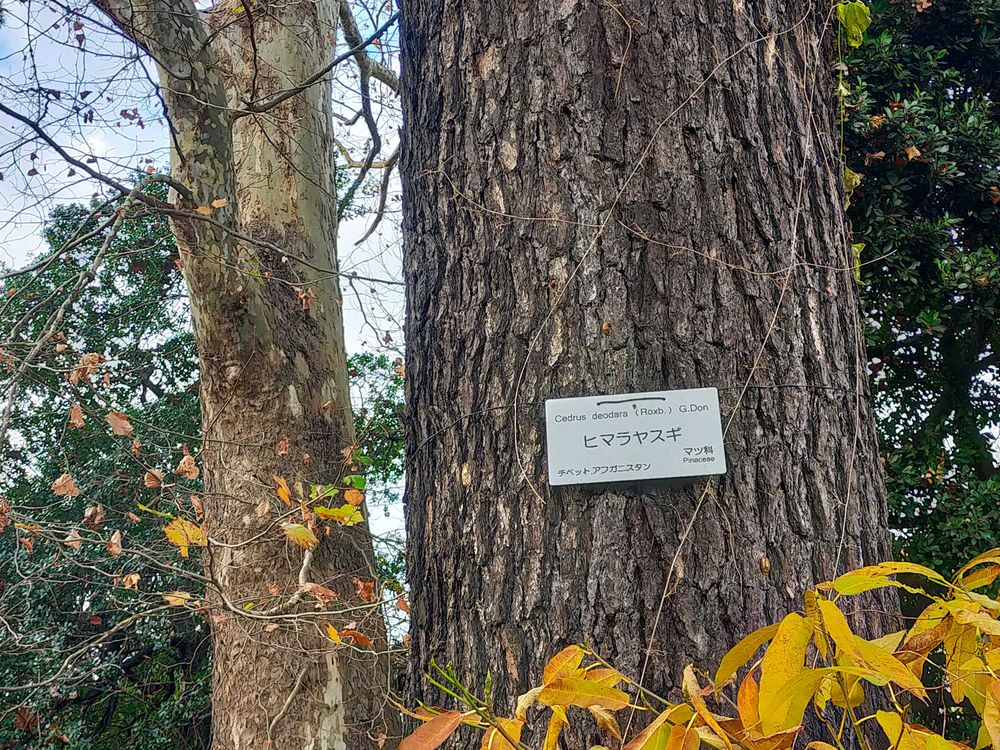 Cedrus deodara (Roxb.) G.Don
ヒマラヤスギ
マツ科
Pinaceae
チベット,アフガニスタン